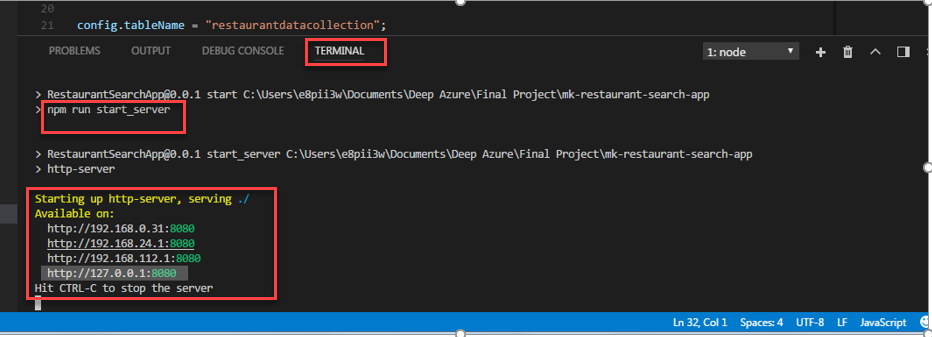 20
21 config.tableName = "restaurantdatacollection";
PROBLEMS OUTPUT DEBUG CONSOLE TERMINAL 1: node
> RestaurantSearchApp@0.0.1 start C:\Users\e8pii3w\Documents\Deep Azure\Final Project\mk-restaurant-search-app
> npm run start_server
> RestaurantSearchApp@0.0.1 start_server C:\Users\e8pii3w\Documents\Deep Azure\Final Project\mk-restaurant-search-app
> http-server
Starting up http-server, serving ./
Available on:
http://192.168.0.31:8080
http://192.168.24.1:8080
http://192.168.112.1:8080
http://127.0.0.1:8080
Hit CTRL-C to stop the server
Ln 32, Col 1 Spaces: 4 UTF-8 LF JavaScript